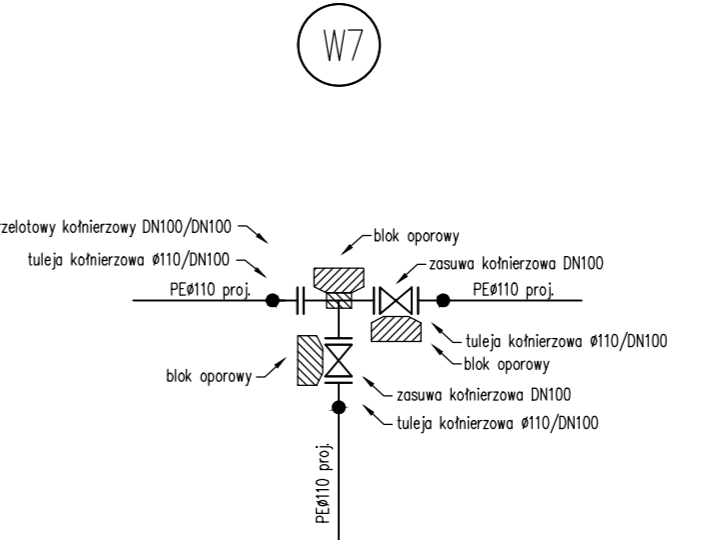 W7
kołnierzowy DN100/DN100
blok oporowy
tuleja kołnierzowa ø110/DN100
zasuwa kołnierzowa DN100
PEø110 proj.
PEø110 proj.
tuleja kołnierzowa ø110/DN100
blok oporowy
blok oporowy
zasuwa kołnierzowa DN100
tuleja kołnierzowa ø110/DN100
PEø110 proj.